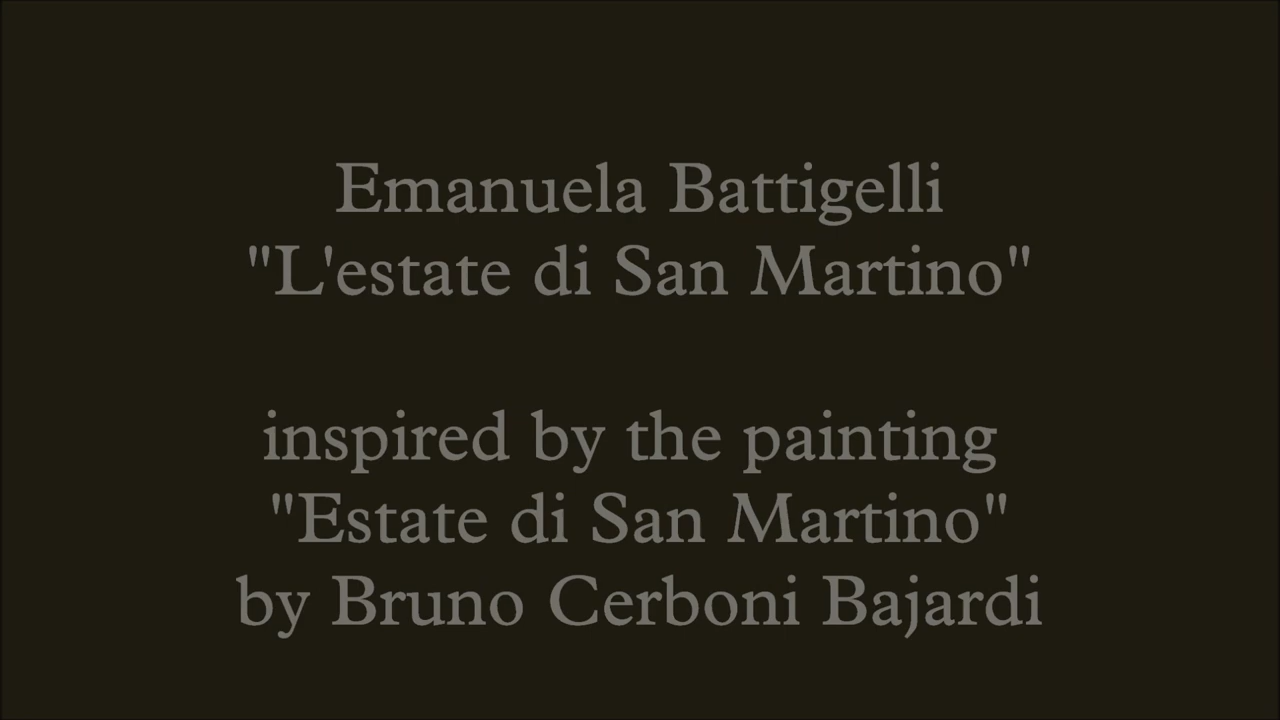 Emanuela Battigelli
"L'estate di San Martino"
inspired by the painting
"Estate di San Martino"
by Bruno Cerboni Bajardi